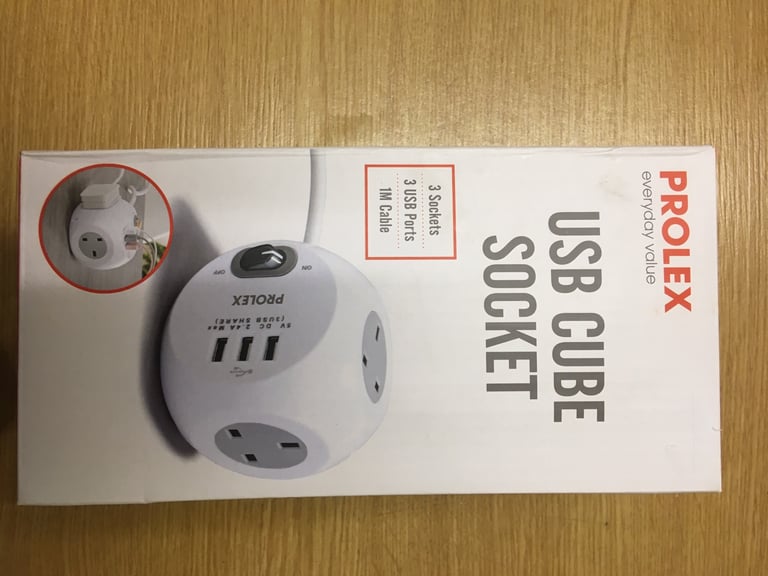 PROLEX
everyday value
USB CUBE
SOCKET
3 Sockets
3 USB Ports
1M Cable
ON
OFF
PROLEX
5V DC 2.4A Max
(3USB SHARE)